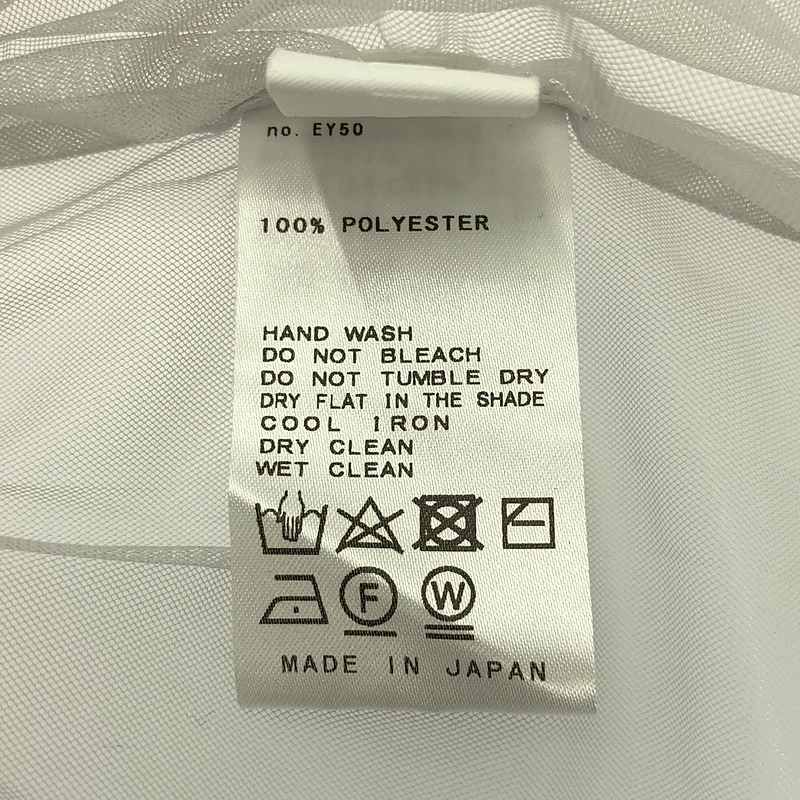 no. EY50
100% POLYESTER
HAND WASH
DO NOT BLEACH
DO NOT TUMBLE DRY
DRY FLAT IN THE SHADE
COOL IRON
DRY CLEAN
WET CLEAN
F W
MADE IN JAPAN